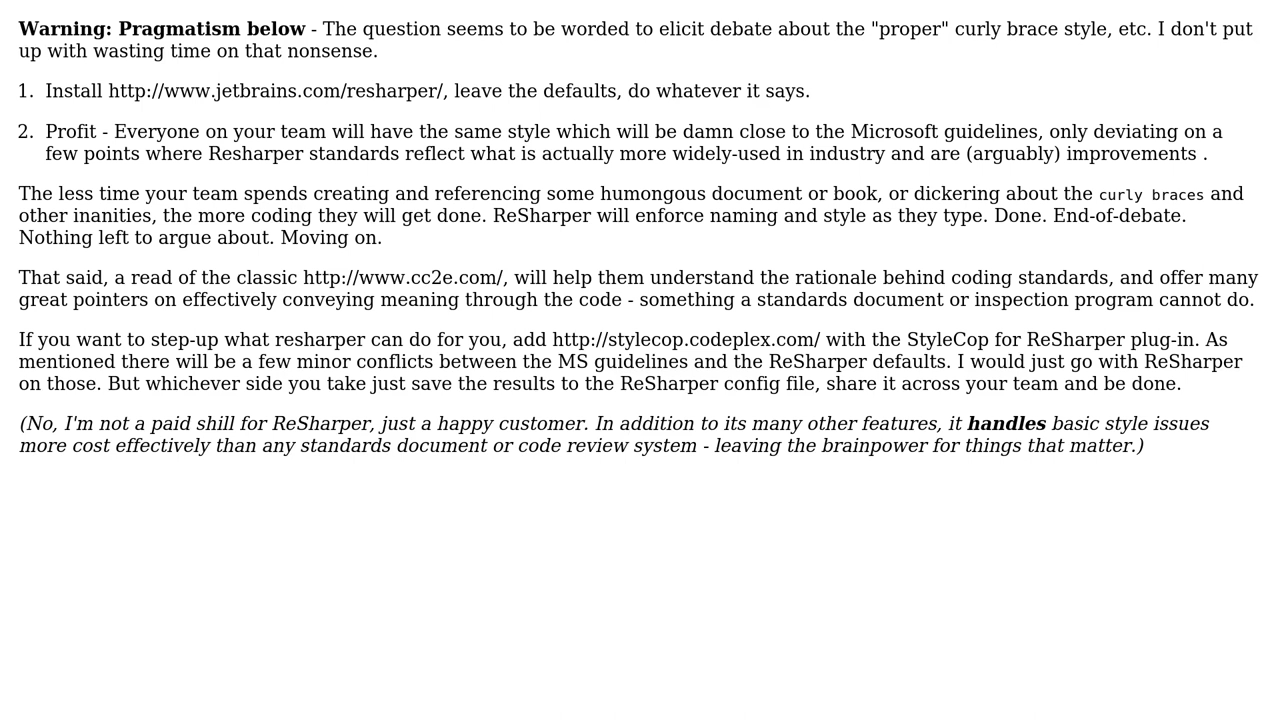 Warning: Pragmatism below - The question seems to be worded to elicit debate about the "proper" curly brace style, etc. I don't put
up with wasting time on that nonsense.
1. Install http://www.jetbrains.com/resharper/, leave the defaults, do whatever it says.
2. Profit - Everyone on your team will have the same style which will be damn close to the Microsoft guidelines, only deviating on a
few points where Resharper standards reflect what is actually more widely-used in industry and are (arguably) improvements .
The less time your team spends creating and referencing some humongous document or book, or dickering about the curly braces and
other inanities, the more coding they will get done. ReSharper will enforce naming and style as they type. Done. End-of-debate.
Nothing left to argue about. Moving on.
That said, a read of the classic http://www.cc2e.com/, will help them understand the rationale behind coding standards, and offer many
great pointers on effectively conveying meaning through the code - something a standards document or inspection program cannot do.
If you want to step-up what resharper can do for you, add http://stylecop.codeplex.com/ with the StyleCop for ReSharper plug-in. As
mentioned there will be a few minor conflicts between the MS guidelines and the ReSharper defaults. I would just go with ReSharper
on those. But whichever side you take just save the results to the ReSharper config file, share it across your team and be done.
(No, I'm not a paid shill for ReSharper, just a happy customer. In addition to its many other features, it handles basic style issues
more cost effectively than any standards document or code review system - leaving the brainpower for things that matter.)